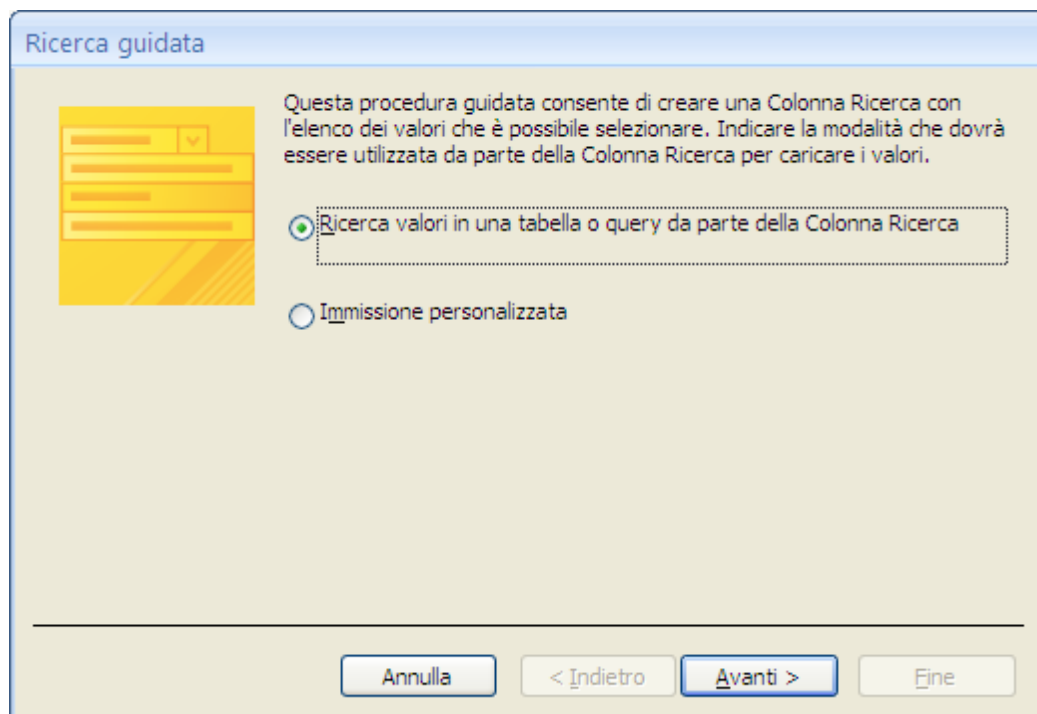 Ricerca guidata
Questa procedura guidata consente di creare una Colonna Ricerca con
l'elenco dei valori che è possibile selezionare. Indicare la modalità che dovrà
essere utilizzata da parte della Colonna Ricerca per caricare i valori.
Ricerca valori in una tabella o query da parte della Colonna Ricerca
Immissione personalizzata
Annulla
< Indietro
Avanti >
Fine